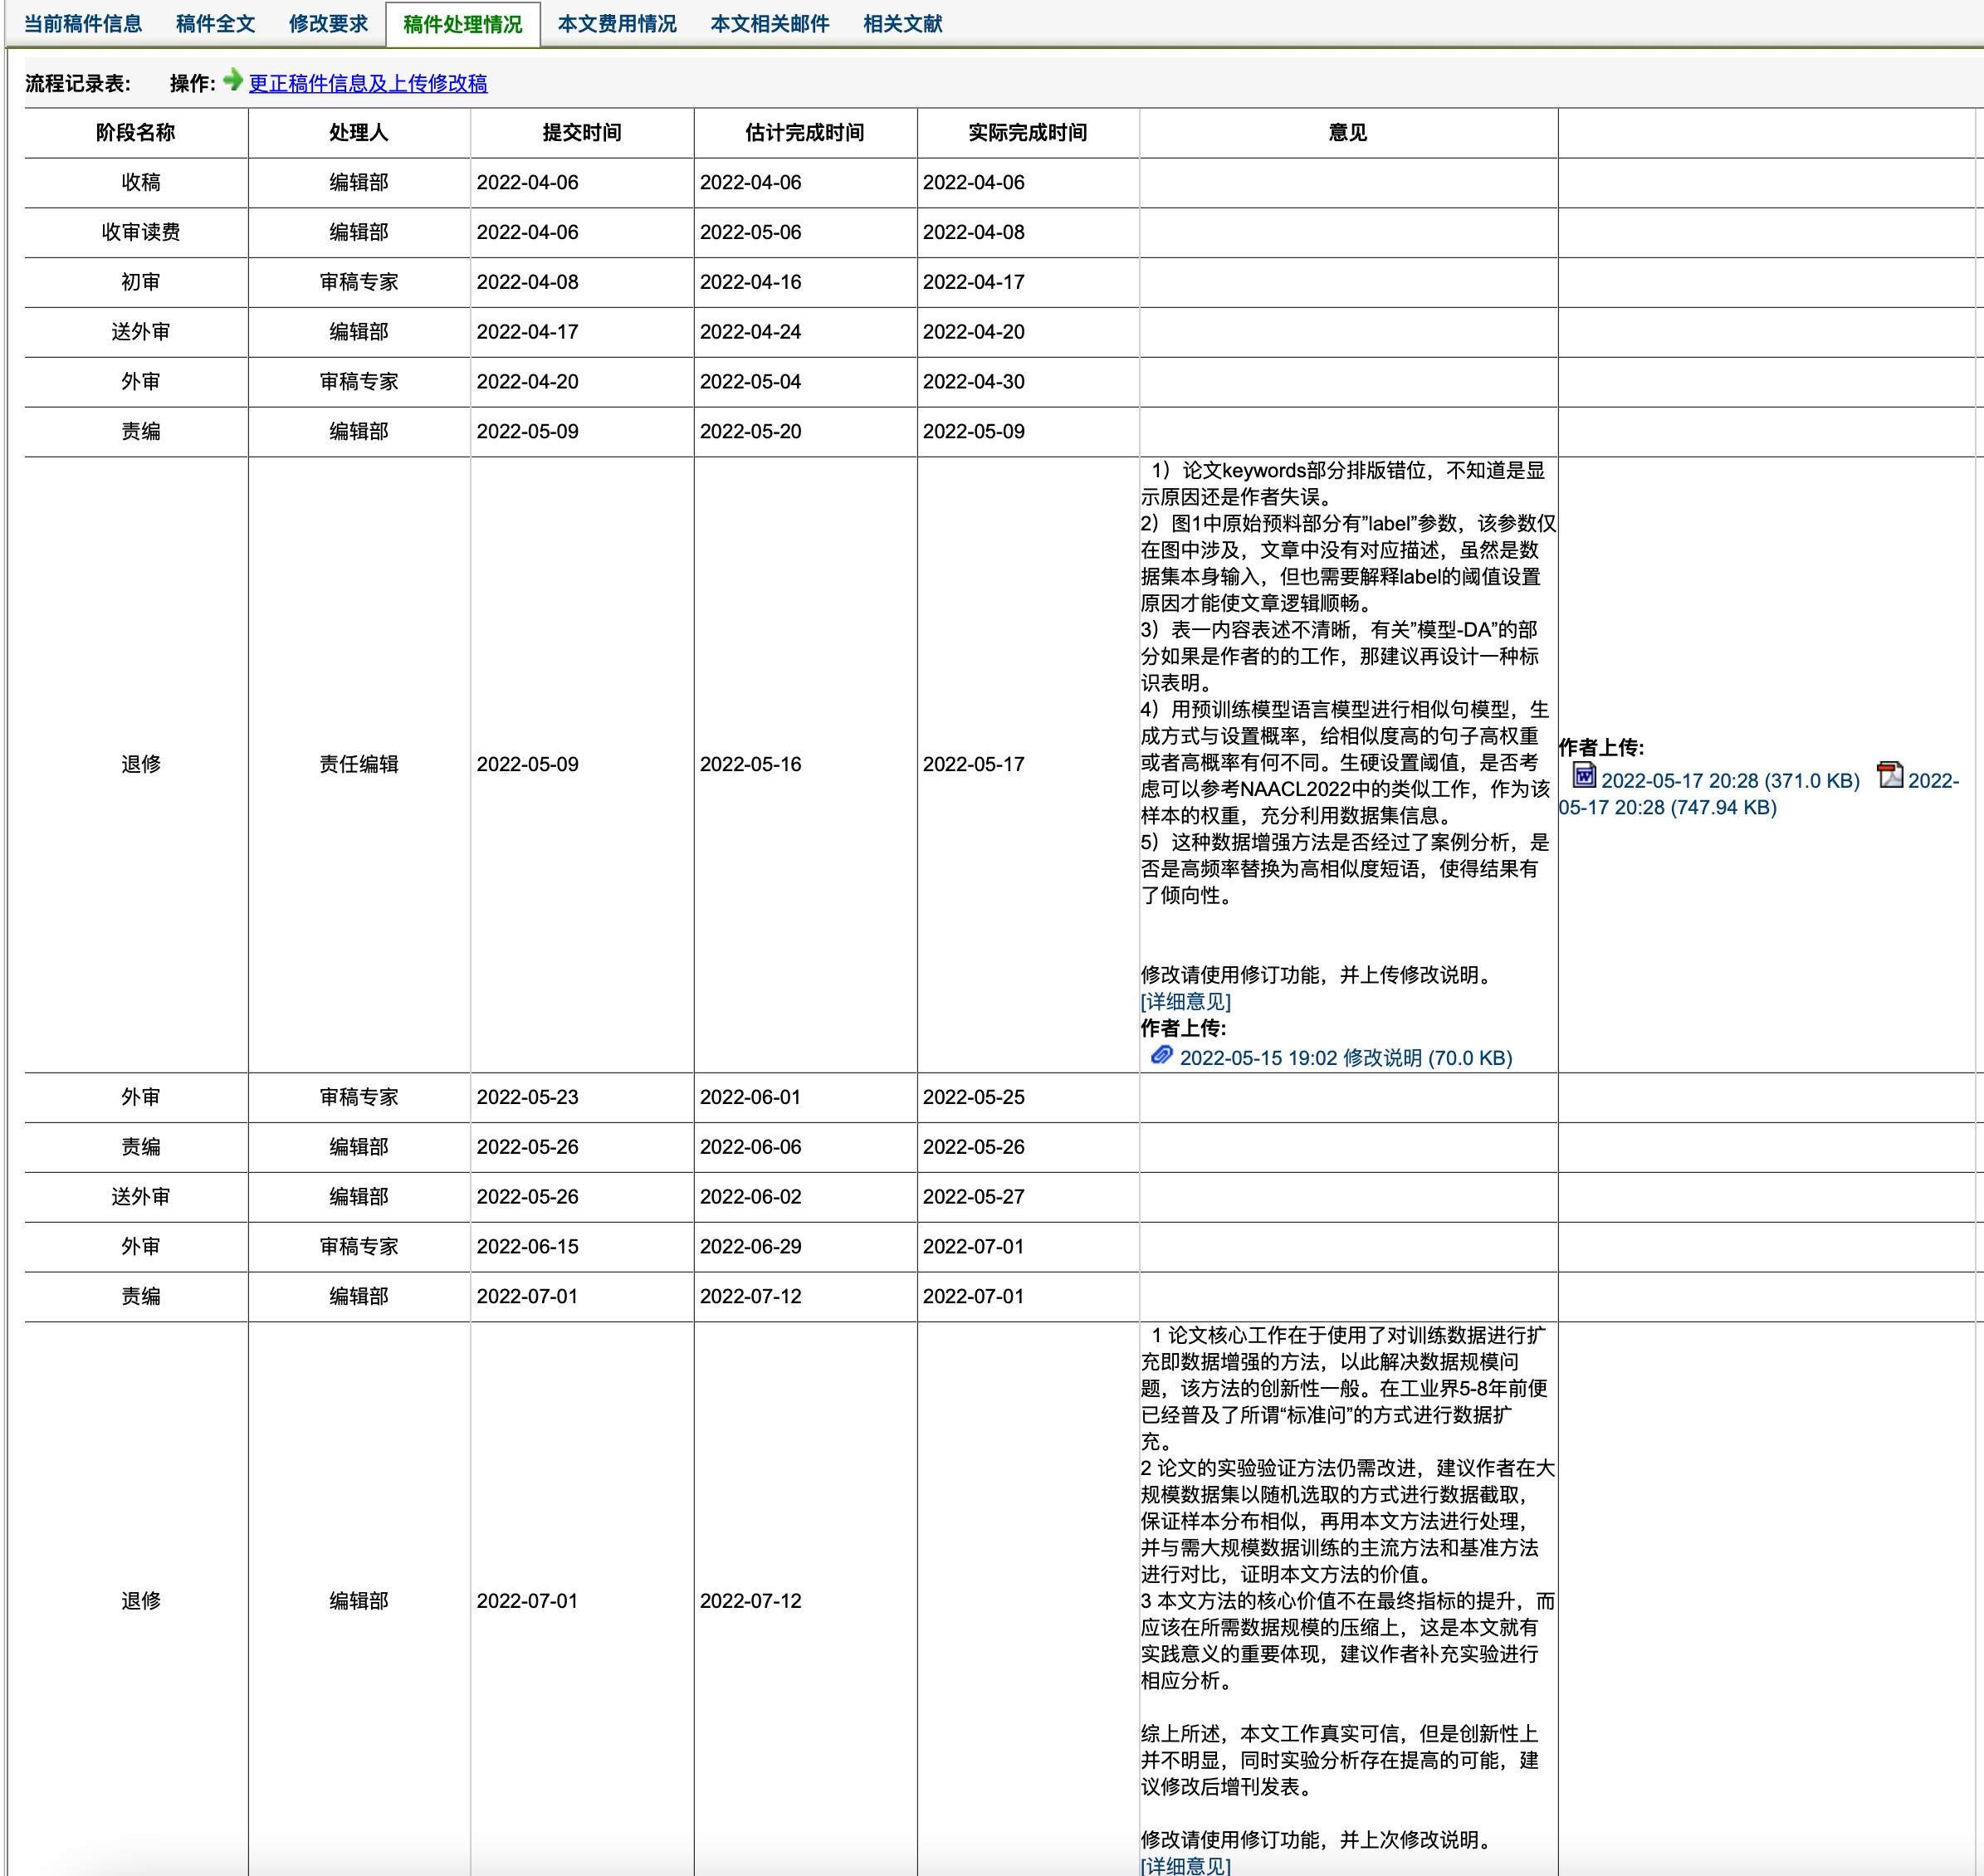 当前稿件信息 稿件全文 修改要求 稿件处理情况 本文费用情况 本文相关邮件 相关文献
流程记录表: 操作: 更正稿件信息及上传修改稿
阶段名称 处理人 提交时间 估计完成时间 实际完成时间 意见
收稿 编辑部 2022-04-06 2022-04-06 2022-04-06
收审读费 编辑部 2022-04-06 2022-05-06 2022-04-08
初审 审稿专家 2022-04-08 2022-04-16 2022-04-17
送外审 编辑部 2022-04-17 2022-04-24 2022-04-20
外审 审稿专家 2022-04-20 2022-05-04 2022-04-30
责编 编辑部 2022-05-09 2022-05-20 2022-05-09
退修 责任编辑 2022-05-09 2022-05-16 2022-05-17
1）论文keywords部分排版错位，不知道是显
示原因还是作者失误。
2）图1中原始预料部分有”label”参数，该参数仅
在图中涉及，文章中没有对应描述，虽然是数
据集本身输入，但也需要解释label的阈值设置
原因才能使文章逻辑顺畅。
3）表一内容表述不清晰，有关”模型-DA”的部
分如果是作者的的工作，那建议再设计一种标
识表明。
4）用预训练模型语言模型进行相似句模型，生
成方式与设置概率，给相似度高的句子高权重
或者高概率有何不同。生硬设置阈值，是否考
虑可以参考NAACL2022中的类似工作，作为该
样本的权重，充分利用数据集信息。
5）这种数据增强方法是否经过了案例分析，是
否是高频率替换为高相似度短语，使得结果有
了倾向性。
修改请使用修订功能，并上传修改说明。
[详细意见]
作者上传:
2022-05-15 19:02 修改说明 (70.0 KB)
作者上传:
2022-05-17 20:28 (371.0 KB) 2022-
05-17 20:28 (747.94 KB)
外审 审稿专家 2022-05-23 2022-06-01 2022-05-25
责编 编辑部 2022-05-26 2022-06-06 2022-05-26
送外审 编辑部 2022-05-26 2022-06-02 2022-05-27
外审 审稿专家 2022-06-15 2022-06-29 2022-07-01
责编 编辑部 2022-07-01 2022-07-12 2022-07-01
退修 编辑部 2022-07-01 2022-07-12
1 论文核心工作在于使用了对训练数据进行扩
充即数据增强的方法，以此解决数据规模问
题，该方法的创新性一般。在工业界5-8年前便
已经普及了所谓“标准问”的方式进行数据扩
充。
2 论文的实验验证方法仍需改进，建议作者在大
规模数据集以随机选取的方式进行数据截取，
保证样本分布相似，再用本文方法进行处理，
并与需大规模数据训练的主流方法和基准方法
进行对比，证明本文方法的价值。
3 本文方法的核心价值不在最终指标的提升，而
应该在所需数据规模的压缩上，这是本文就有
实践意义的重要体现，建议作者补充实验进行
相应分析。
综上所述，本文工作真实可信，但是创新性上
并不明显，同时实验分析存在提高的可能，建
议修改后增刊发表。
修改请使用修订功能，并上次修改说明。
[详细意见]